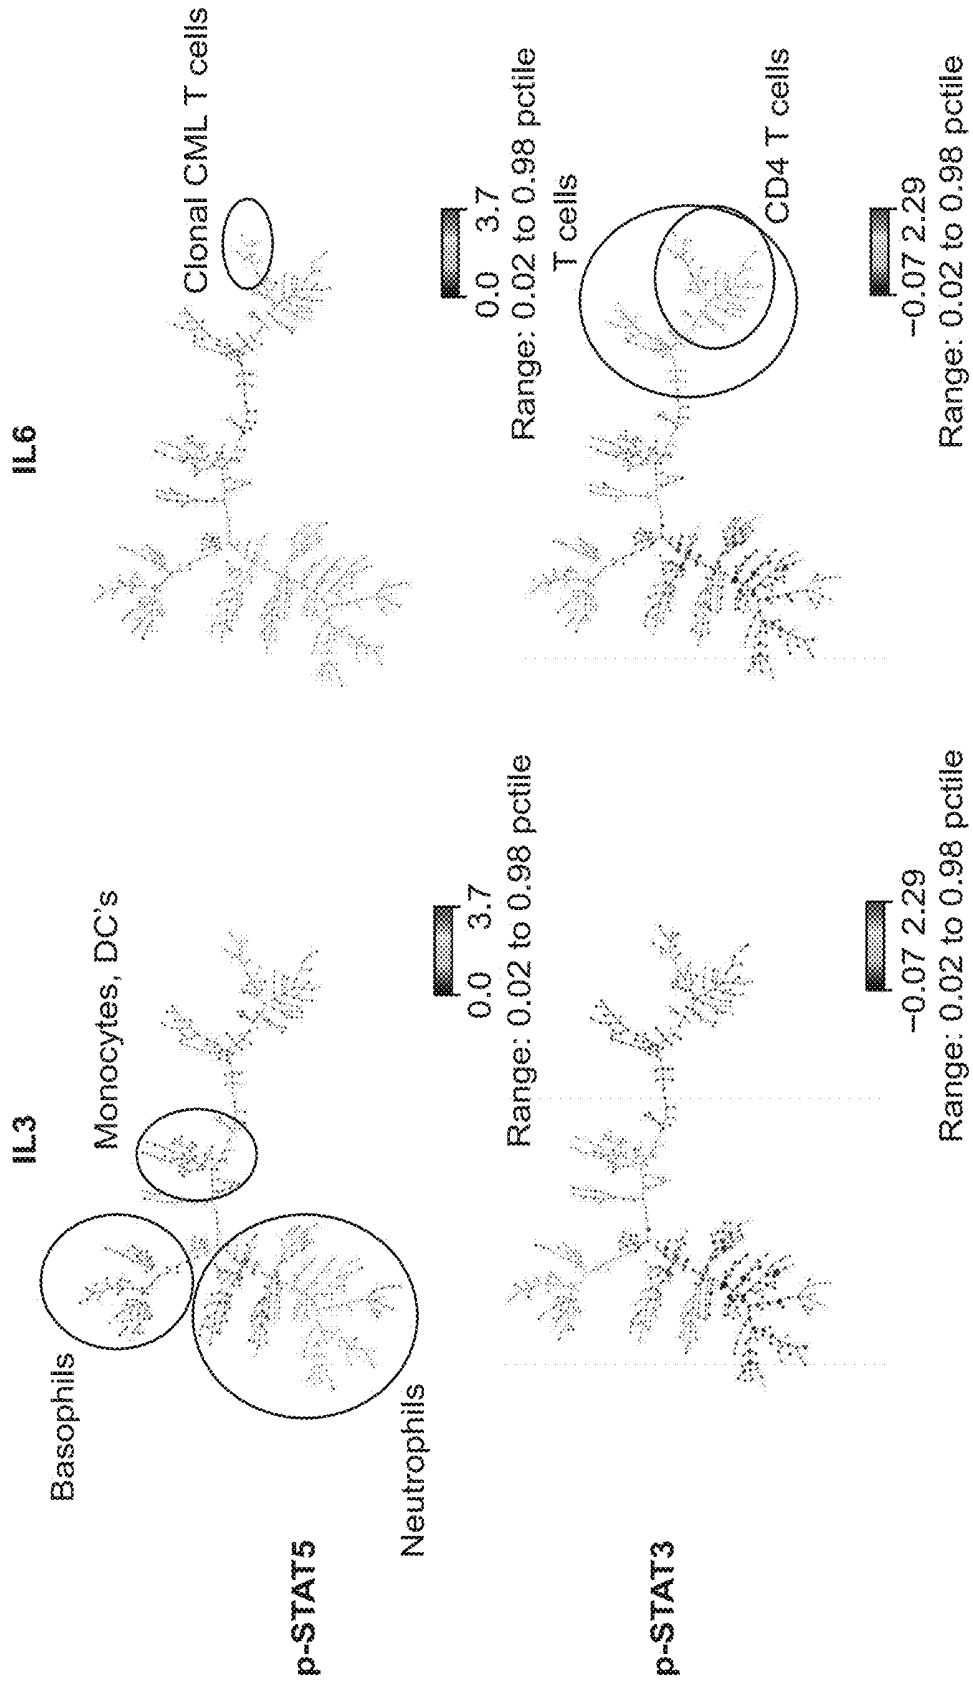 IL3
IL6
p-STAT5
Basophils
Monocytes, DC's
Neutrophils
0.0 3.7
Range: 0.02 to 0.98 pctile
Clonal CML T cells
0.0 3.7
Range: 0.02 to 0.98 pctile
p-STAT3
−0.07 2.29
Range: 0.02 to 0.98 pctile
T cells
CD4 T cells
−0.07 2.29
Range: 0.02 to 0.98 pctile